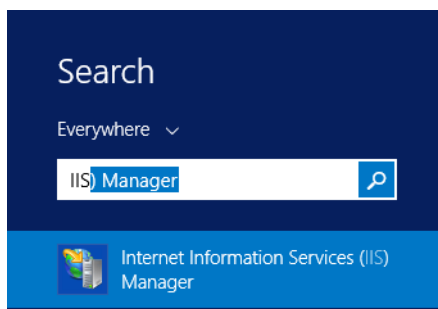 Search
Everywhere
IIS) Manager
Internet Information Services (IIS)
Manager